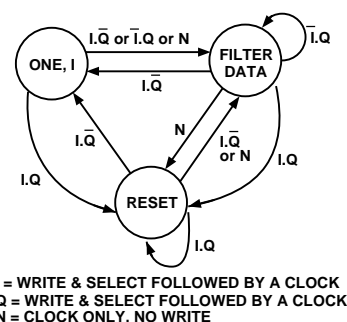 I.Q̅ or I̅.Q or N
I̅.Q
ONE, I
FILTER
DATA
I.Q̅
N
I.Q̅
I.Q̅
or N
I.Q
I.Q
RESET
I.Q
= WRITE & SELECT FOLLOWED BY A CLOCK
Q = WRITE & SELECT FOLLOWED BY A CLOCK
N = CLOCK ONLY, NO WRITE